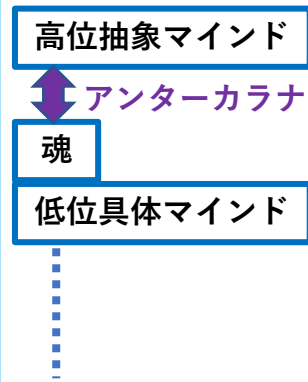 高位抽象マインド
アンターカラナ
魂
低位具体マインド